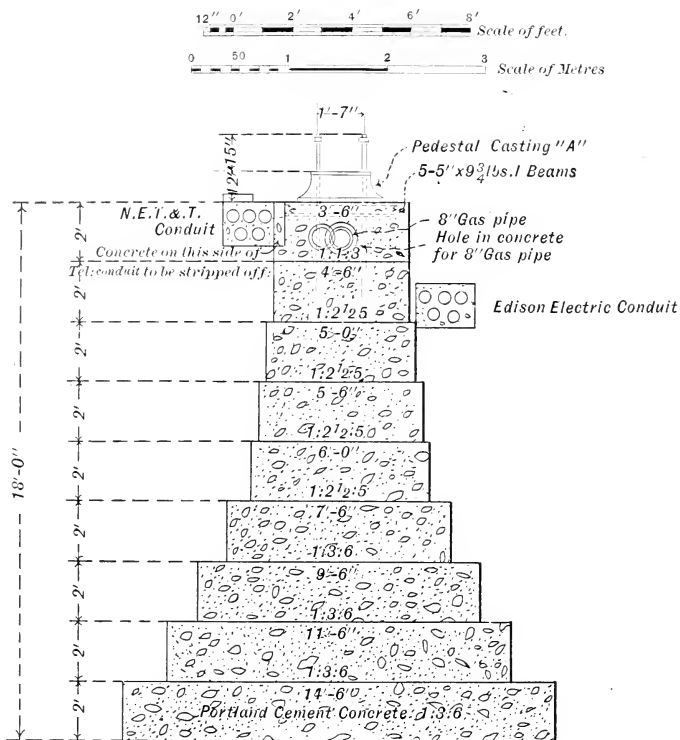 12" 0' 2' 4' 6' 8' Scale of feet.
0 50 1 2 3 Scale of Metres
1'-7"
2"
15"
Pedestal Casting "A"
5-5"x9¾lbs.I Beams
N.E.T.&T.
Conduit
3'-6"
8"Gas pipe
Hole in concrete
for 8"Gas pipe
Concrete on this side of
Tel: conduit to be stripped off:
1:1:3
4'-6"
1:2½:5
Edison Electric Conduit
5'-0"
1:2½:5
5'-6"
1:2½:5
6'-0"
1:2½:5
7'-6"
1:3:6
9'-6"
1:3:6
11'-6"
1:3:6
14'-6"
Portland Cement Concrete 1:3:6
18'-0"
2'
2'
2'
2'
2'
2'
2'
2'
2'